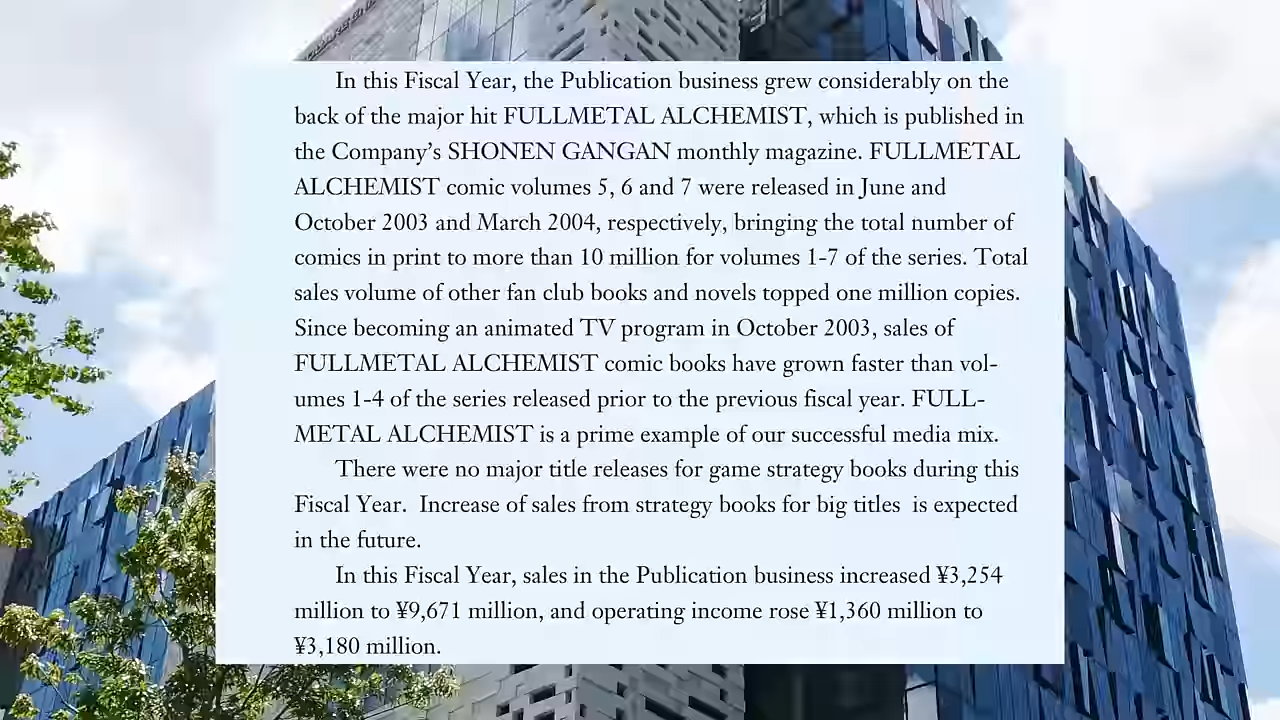 In this Fiscal Year, the Publication business grew considerably on the
back of the major hit FULLMETAL ALCHEMIST, which is published in
the Company's SHONEN GANGAN monthly magazine. FULLMETAL
ALCHEMIST comic volumes 5, 6 and 7 were released in June and
October 2003 and March 2004, respectively, bringing the total number of
comics in print to more than 10 million for volumes 1-7 of the series. Total
sales volume of other fan club books and novels topped one million copies.
Since becoming an animated TV program in October 2003, sales of
FULLMETAL ALCHEMIST comic books have grown faster than vol-
umes 1-4 of the series released prior to the previous fiscal year. FULL-
METAL ALCHEMIST is a prime example of our successful media mix.
There were no major title releases for game strategy books during this
Fiscal Year.  Increase of sales from strategy books for big titles  is expected
in the future.
In this Fiscal Year, sales in the Publication business increased ¥3,254
million to ¥9,671 million, and operating income rose ¥1,360 million to
¥3,180 million.